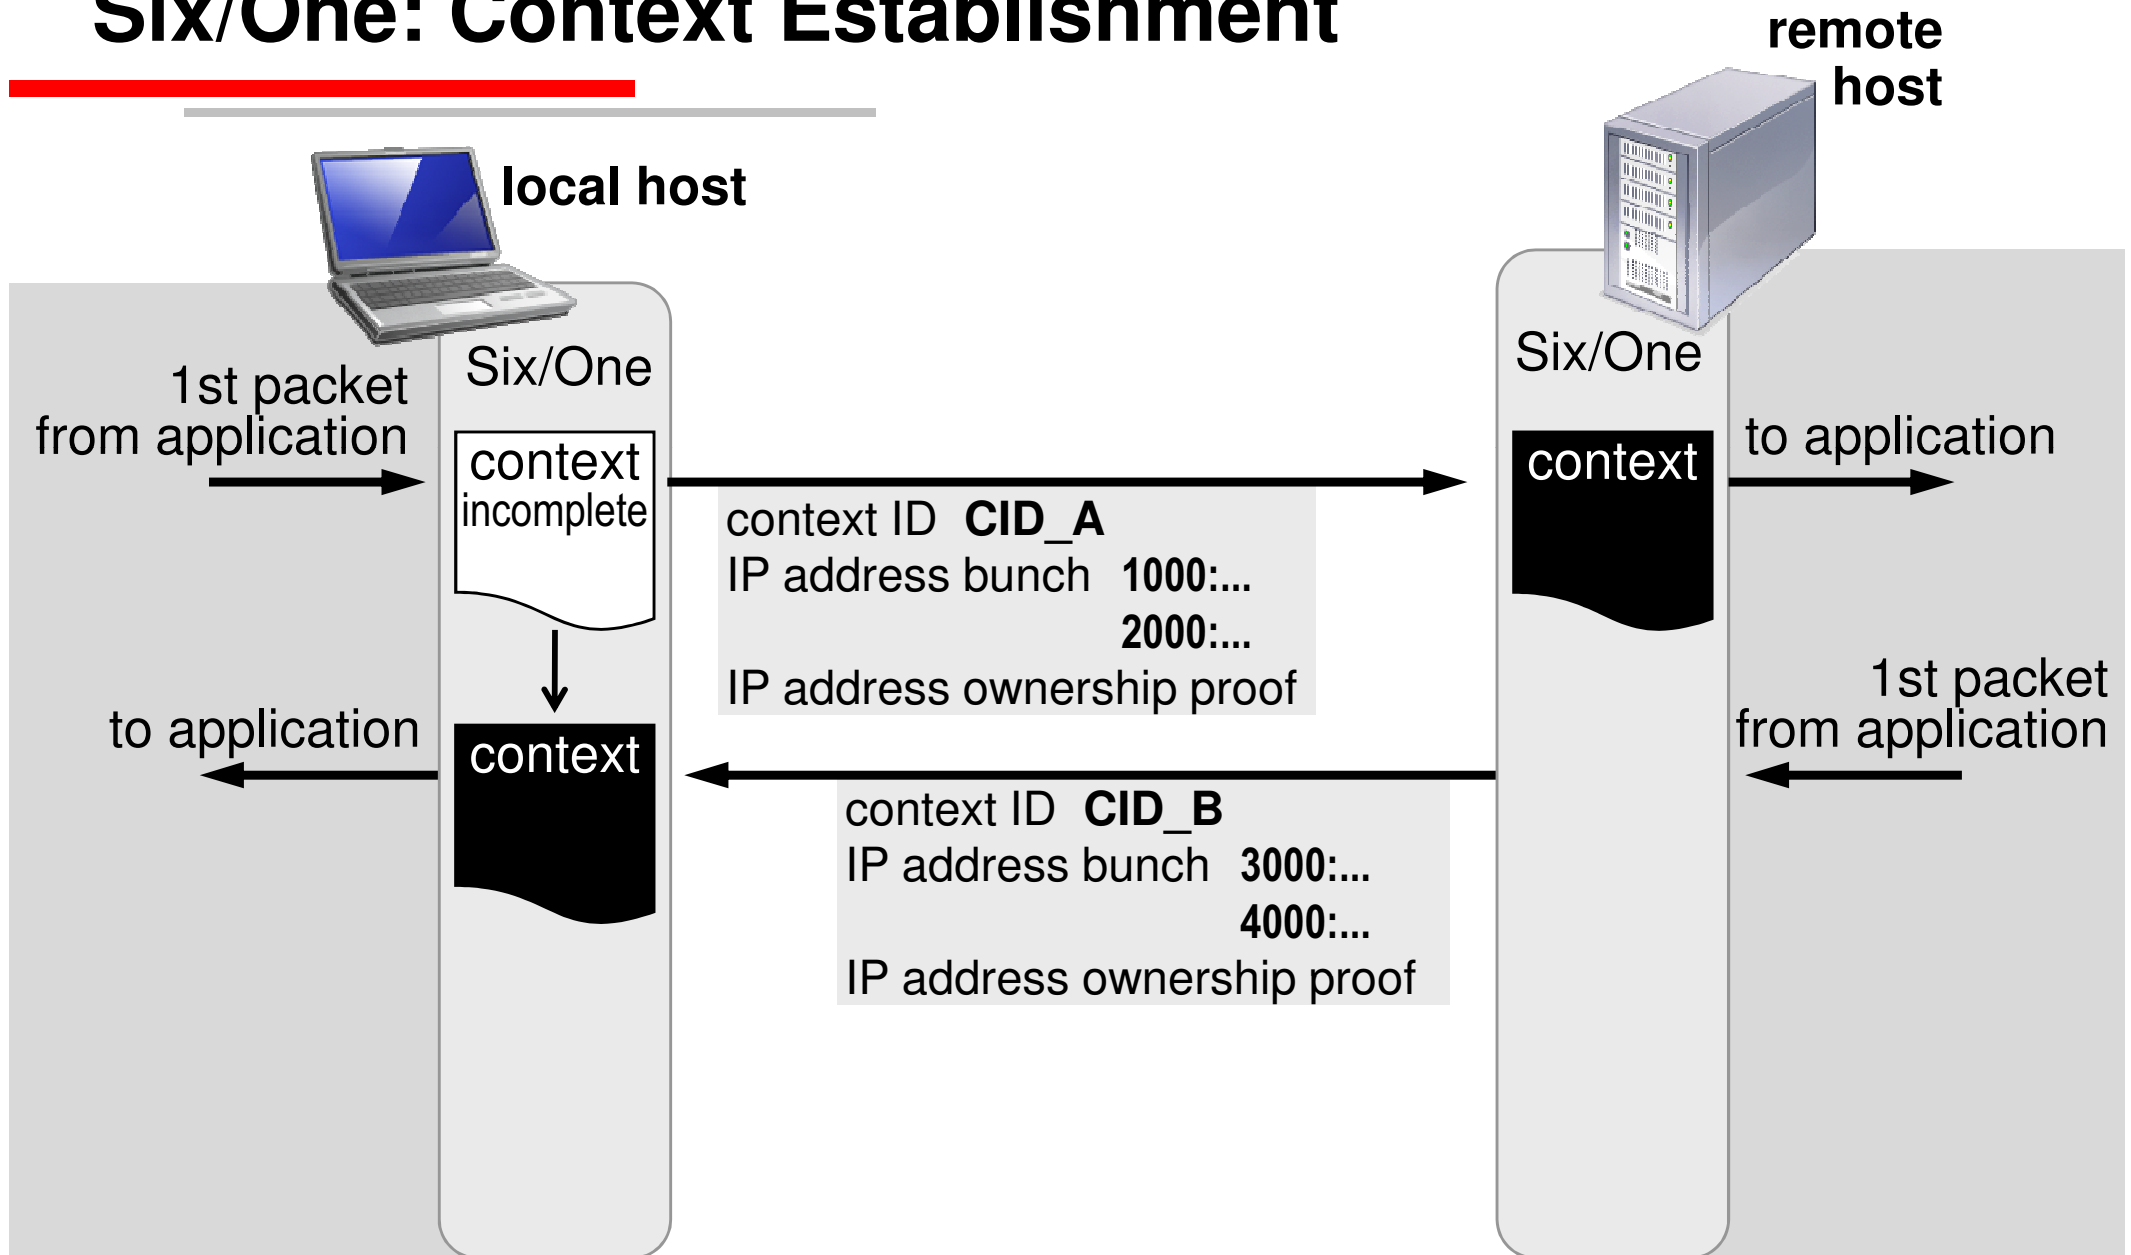 Six/One: Context Establishment
remote
host
local host
Six/One
Six/One
1st packet
from application
context
incomplete
context
to application
context ID CID_A
IP address bunch 1000:...
2000:...
IP address ownership proof
1st packet
from application
to application
context
context ID CID_B
IP address bunch 3000:...
4000:...
IP address ownership proof